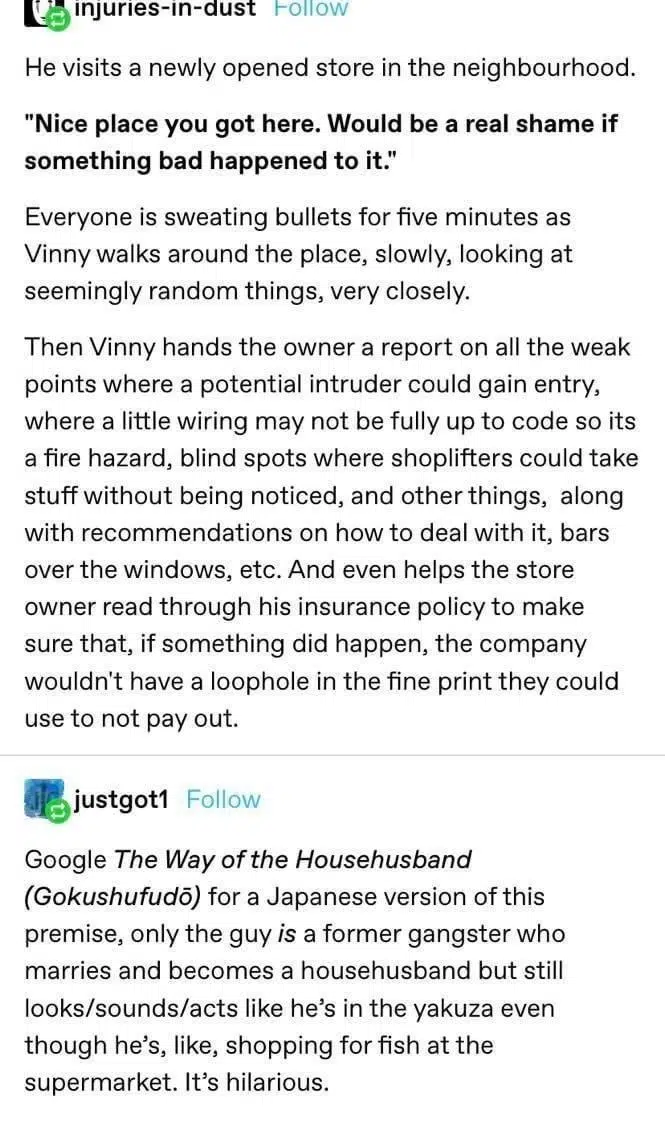 injuries-in-dust Follow
He visits a newly opened store in the neighbourhood.
"Nice place you got here. Would be a real shame if
something bad happened to it."
Everyone is sweating bullets for five minutes as
Vinny walks around the place, slowly, looking at
seemingly random things, very closely.
Then Vinny hands the owner a report on all the weak
points where a potential intruder could gain entry,
where a little wiring may not be fully up to code so its
a fire hazard, blind spots where shoplifters could take
stuff without being noticed, and other things, along
with recommendations on how to deal with it, bars
over the windows, etc. And even helps the store
owner read through his insurance policy to make
sure that, if something did happen, the company
wouldn't have a loophole in the fine print they could
use to not pay out.
justgot1 Follow
Google The Way of the Househusband
(Gokushufudō) for a Japanese version of this
premise, only the guy is a former gangster who
marries and becomes a househusband but still
looks/sounds/acts like he’s in the yakuza even
though he’s, like, shopping for fish at the
supermarket. It’s hilarious.